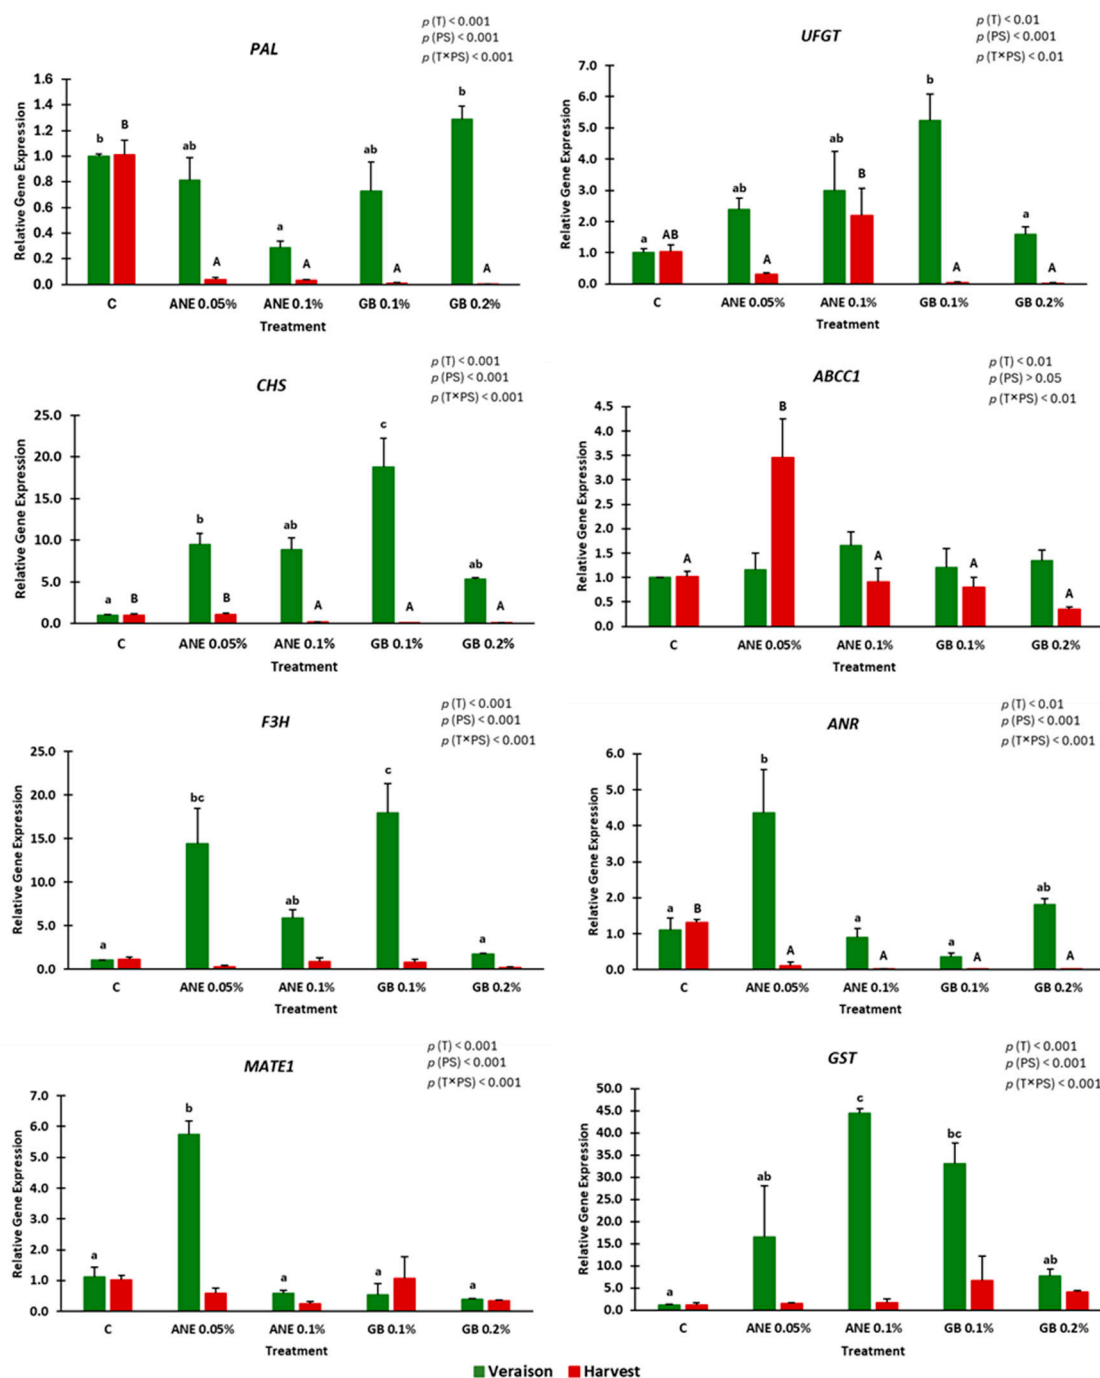 PAL
p (T) < 0.001
p (PS) < 0.001
p (T×PS) < 0.001
Relative Gene Expression
1.6
1.4
1.2
1.0
0.8
0.6
0.4
0.2
0.0
b B ab A a A ab A b A
C ANE 0.05% ANE 0.1% GB 0.1% GB 0.2%
Treatment
UFGT
p (T) < 0.01
p (PS) < 0.001
p (T×PS) < 0.01
Relative Gene Expression
7.0
6.0
5.0
4.0
3.0
2.0
1.0
0.0
a AB ab A ab B b A a A
C ANE 0.05% ANE 0.1% GB 0.1% GB 0.2%
Treatment
CHS
p (T) < 0.001
p (PS) < 0.001
p (T×PS) < 0.001
Relative Gene Expression
25.0
20.0
15.0
10.0
5.0
0.0
a B b B ab A c A ab A
C ANE 0.05% ANE 0.1% GB 0.1% GB 0.2%
Treatment
ABCC1
p (T) < 0.01
p (PS) > 0.05
p (T×PS) < 0.01
Relative Gene Expression
4.5
4.0
3.5
3.0
2.5
2.0
1.5
1.0
0.5
0.0
A B A A A
C ANE 0.05% ANE 0.1% GB 0.1% GB 0.2%
Treatment
F3H
p (T) < 0.001
p (PS) < 0.001
p (T×PS) < 0.001
Relative Gene Expression
25.0
20.0
15.0
10.0
5.0
0.0
a bc ab c a
C ANE 0.05% ANE 0.1% GB 0.1% GB 0.2%
Treatment
ANR
p (T) < 0.01
p (PS) < 0.001
p (T×PS) < 0.001
Relative Gene Expression
6.0
5.0
4.0
3.0
2.0
1.0
0.0
a B b A a A a A ab A
C ANE 0.05% ANE 0.1% GB 0.1% GB 0.2%
Treatment
MATE1
p (T) < 0.001
p (PS) < 0.001
p (T×PS) < 0.001
Relative Gene Expression
7.0
6.0
5.0
4.0
3.0
2.0
1.0
0.0
a b a a a
C ANE 0.05% ANE 0.1% GB 0.1% GB 0.2%
Treatment
GST
p (T) < 0.001
p (PS) < 0.001
p (T×PS) < 0.001
Relative Gene Expression
50.0
45.0
40.0
35.0
30.0
25.0
20.0
15.0
10.0
5.0
0.0
a ab c bc ab
C ANE 0.05% ANE 0.1% GB 0.1% GB 0.2%
Treatment
Veraison Harvest